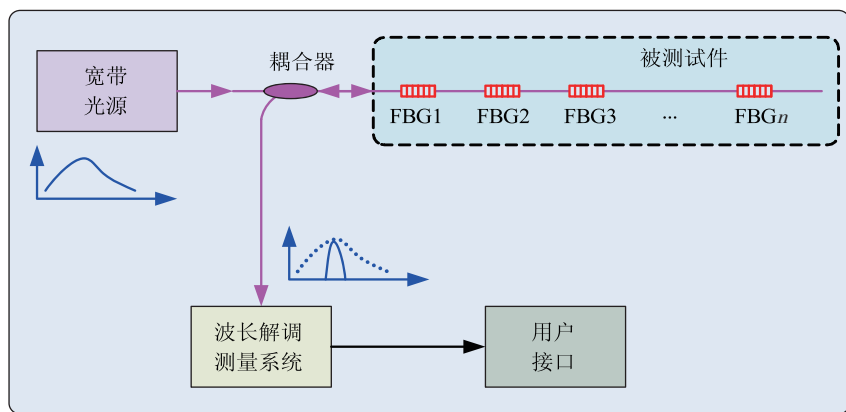 宽带
光源
耦合器
被测试件
FBG1
FBG2
FBG3
...
FBGn
波长解调
测量系统
用户
接口